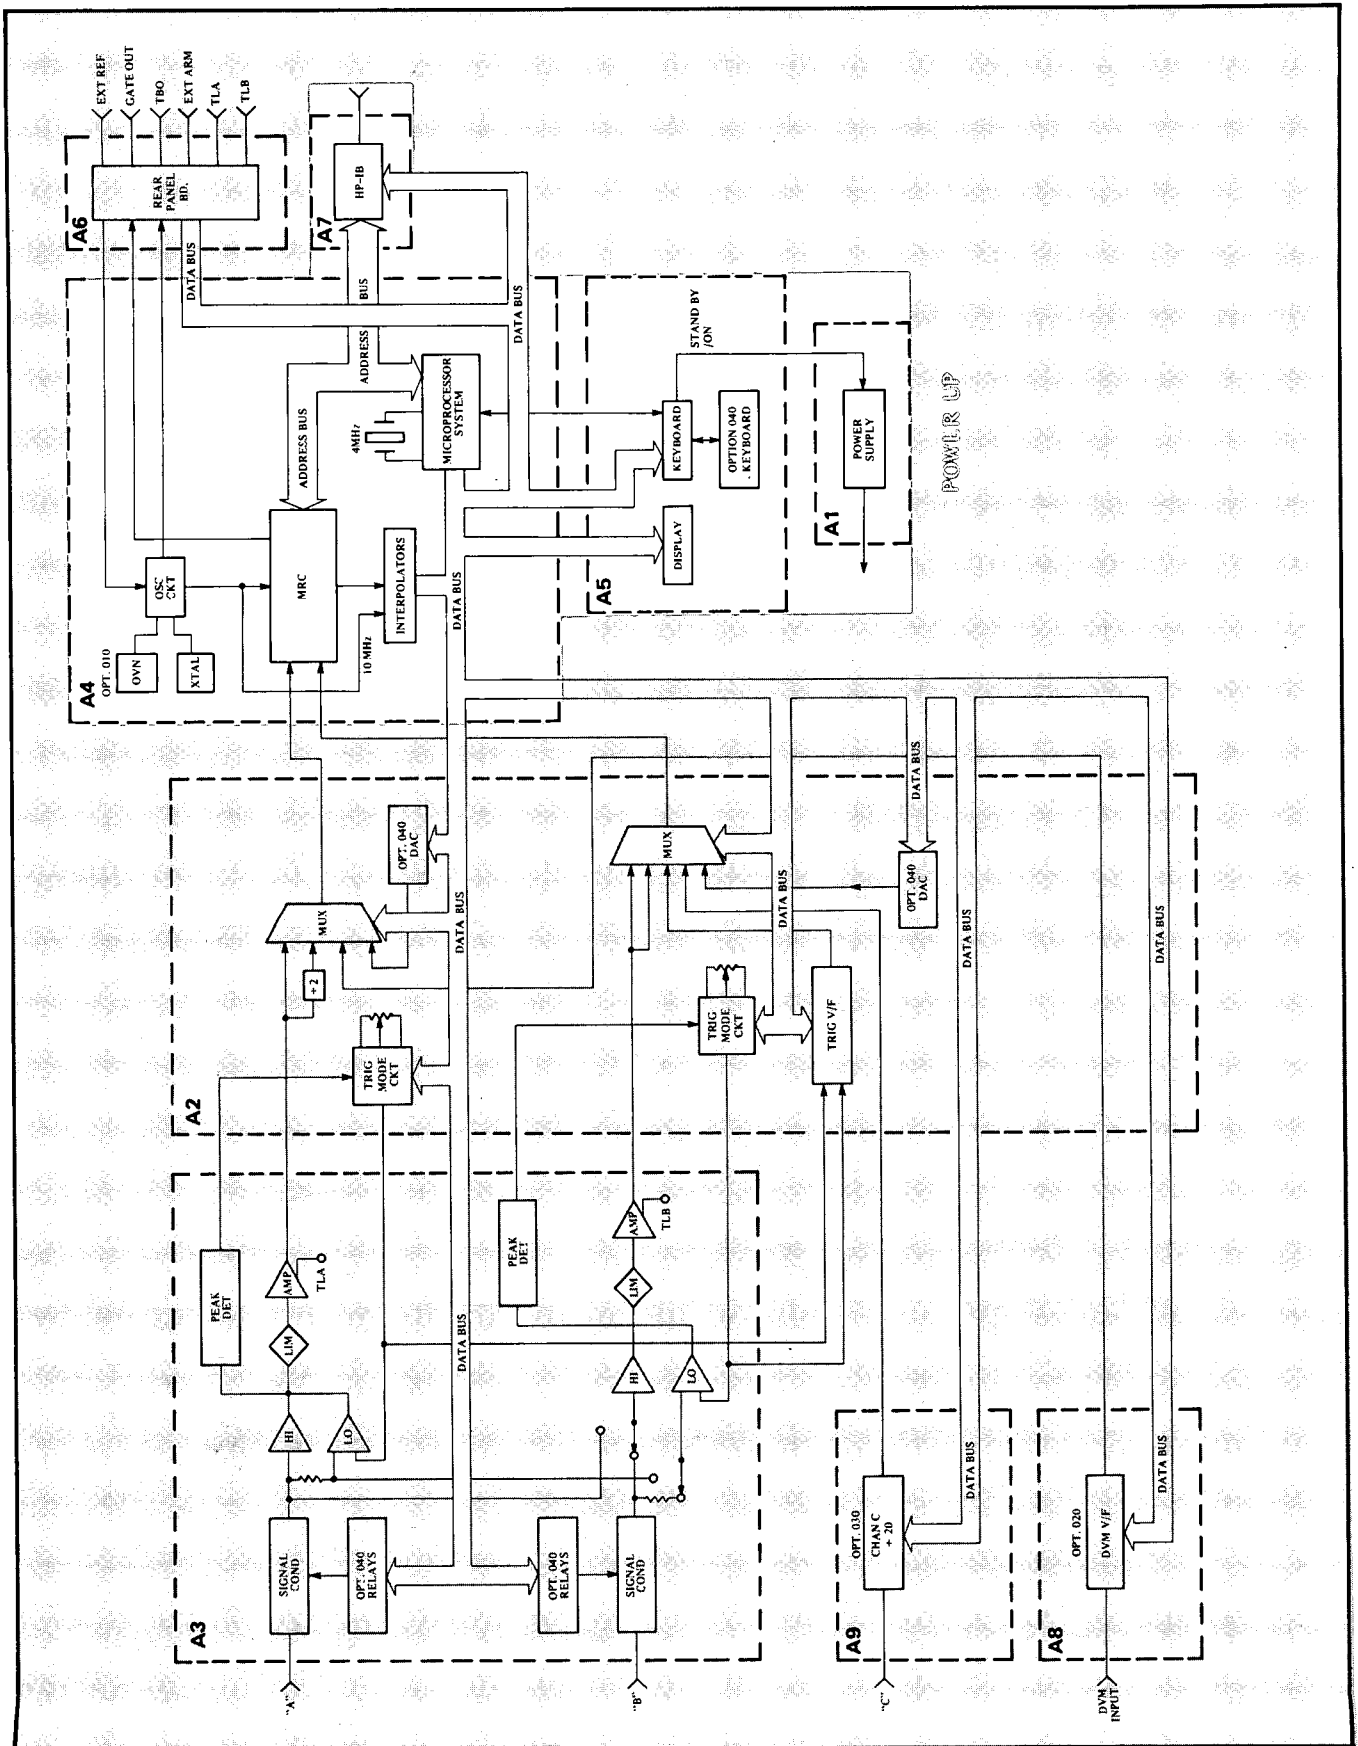 A6
REAR
PANEL
BD.
EXT REF
GATE OUT
TBO
EXT ARM
TLA
TLB
A7
HP-IB
DATA BUS
ADDRESS BUS
ADDRESS BUS
DATA BUS
A4
OPT. 010
OVN
XTAL
OSC
CKT
MRC
10 MHz
INTERPOLATORS
4MHz
MICROPROCESSOR
SYSTEM
DATA BUS
A5
DISPLAY
KEYBOARD
OPTION 040
KEYBOARD
STAND BY
/ON
A1
POWER
SUPPLY
POWER UP
A2
MUX
÷2
OPT. 040
DAC
TRIG
MODE
CKT
DATA BUS
MUX
TRIG
MODE
CKT
DATA BUS
TRIG V/F
OPT. 040
DAC
DATA BUS
DATA BUS
DATA BUS
A3
"A"
SIGNAL
COND
OPT. 040
RELAYS
HI
LO
PEAK
DET
LIM
AMP
TLA
DATA BUS
OPT. 040
RELAYS
"B"
SIGNAL
COND
HI
LO
PEAK
DET
LIM
AMP
TLB
A9
"C"
OPT. 030
CHAN C
÷ 20
DATA BUS
A8
DVM
INPUT
OPT. 020
DVM V/F
DATA BUS